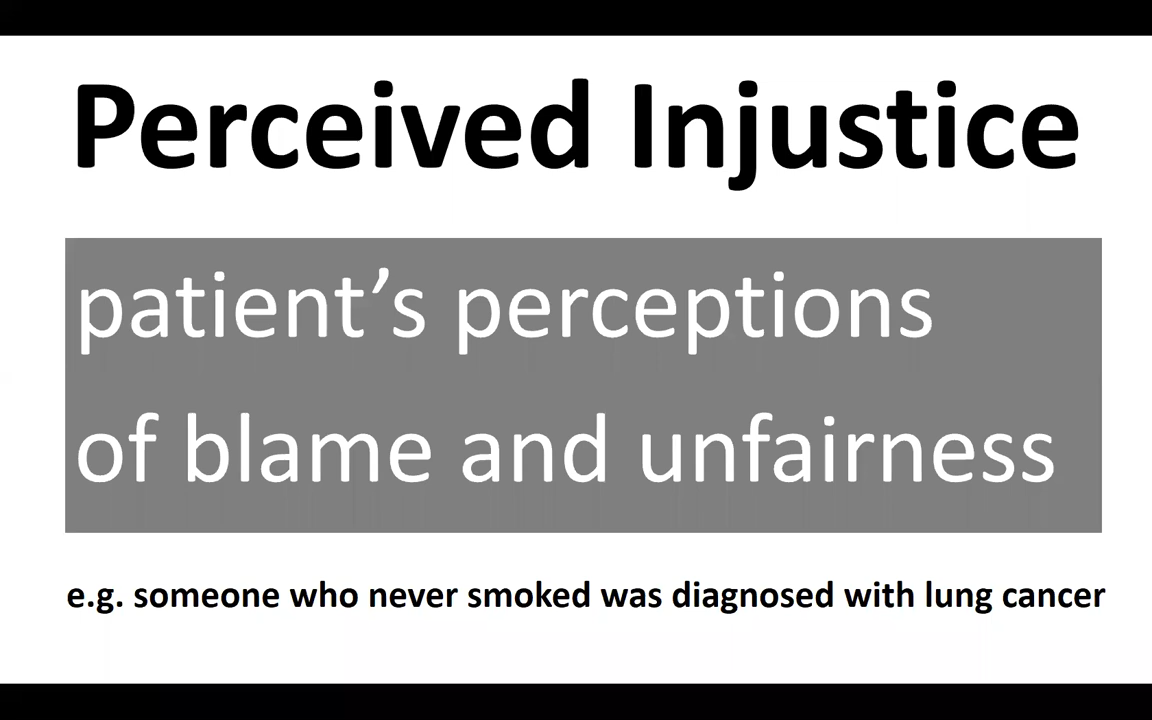 Perceived Injustice
patient’s perceptions
of blame and unfairness
e.g. someone who never smoked was diagnosed with lung cancer